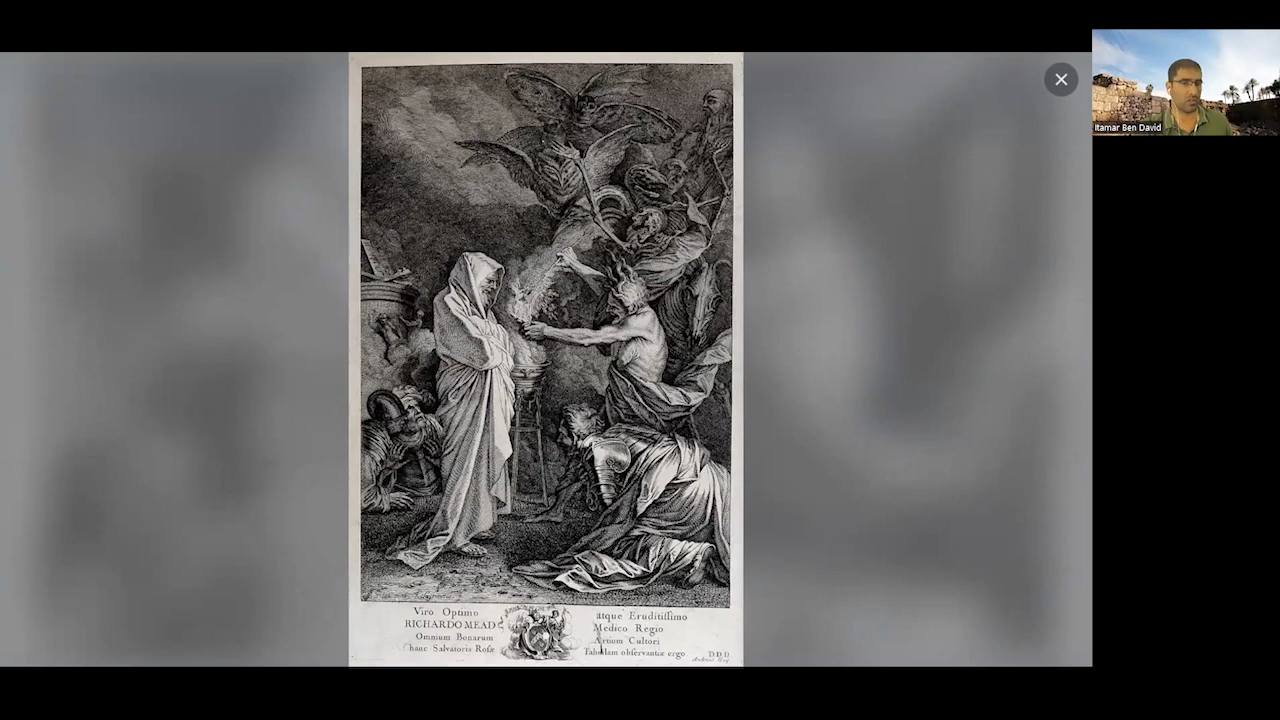 Itamar Ben David
Viro Optimo atque Eruditissimo
RICHARDO MEAD Medico Regio
Omnium Bonarum Artium Cultori
hanc Salvatoris Rosæ Tabulam observantiæ ergo D.D.D